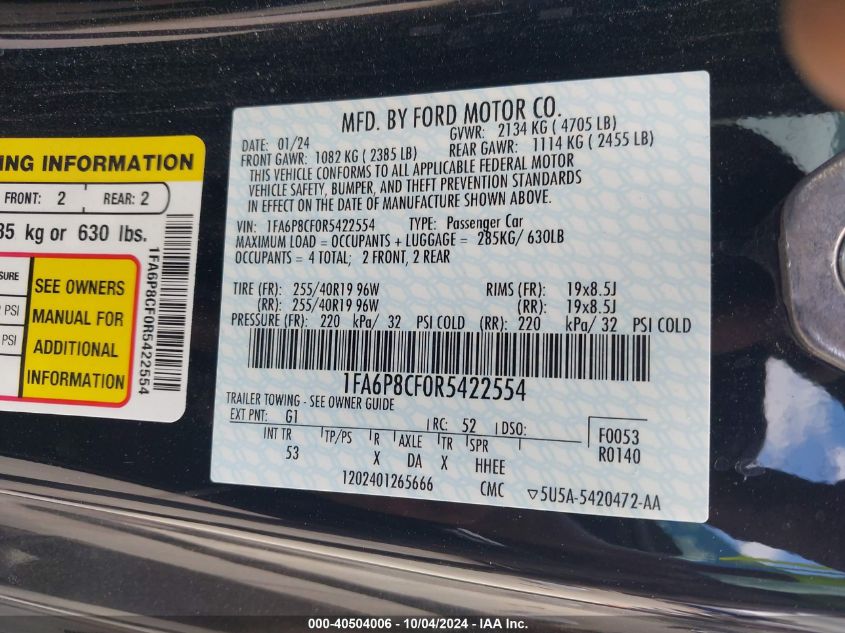 NG INFORMATION
FRONT: 2 REAR: 2
85 kg or 630 lbs.
SURE
PSI
PSI
SEE OWNERS
MANUAL FOR
ADDITIONAL
INFORMATION
1FA6P8CF0R5422554
MFD. BY FORD MOTOR CO.
DATE: 01/24 GVWR: 2134 KG ( 4705 LB)
FRONT GAWR: 1082 KG ( 2385 LB) REAR GAWR: 1114 KG ( 2455 LB)
THIS VEHICLE CONFORMS TO ALL APPLICABLE FEDERAL MOTOR
VEHICLE SAFETY, BUMPER, AND THEFT PREVENTION STANDARDS
IN EFFECT ON THE DATE OF MANUFACTURE SHOWN ABOVE.
VIN: 1FA6P8CF0R5422554 TYPE: Passenger Car
MAXIMUM LOAD = OCCUPANTS + LUGGAGE = 285KG/ 630LB
OCCUPANTS = 4 TOTAL; 2 FRONT, 2 REAR
TIRE (FR): 255/40R19 96W RIMS (FR): 19x8.5J
(RR): 255/40R19 96W (RR): 19x8.5J
PRESSURE (FR): 220 kPa/ 32 PSI COLD (RR): 220 kPa/ 32 PSI COLD
1FA6P8CF0R5422554
TRAILER TOWING - SEE OWNER GUIDE
EXT PNT: G1 RC: 52 DSO:
INT TR TP/PS R AXLE TR SPR
53 X DA X HHEE
F0053
R0140
1202401265666 CMC ▽5U5A-5420472-AA
000-40504006 - 10/04/2024 - IAA Inc.